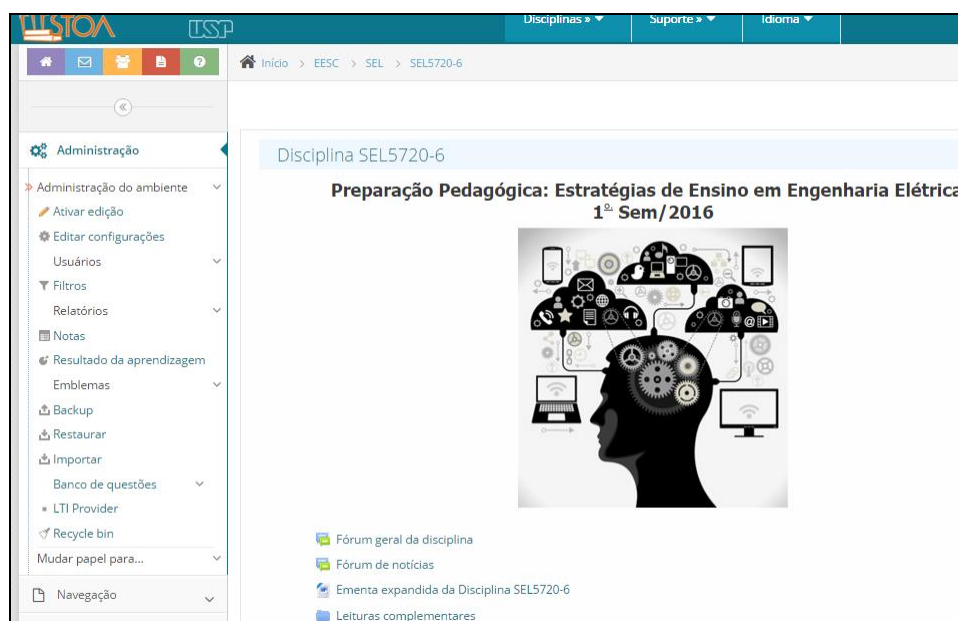 STOA
USP
Disciplinas » Suporte » Idioma
Início > EESC > SEL > SEL5720-6
Administração
Administração do ambiente
Ativar edição
Editar configurações
Usuários
Filtros
Relatórios
Notas
Resultado da aprendizagem
Emblemas
Backup
Restaurar
Importar
Banco de questões
LTI Provider
Recycle bin
Mudar papel para...
Navegação
Disciplina SEL5720-6
Preparação Pedagógica: Estratégias de Ensino em Engenharia Elétrica
1º Sem/2016
Fórum geral da disciplina
Fórum de notícias
Ementa expandida da Disciplina SEL5720-6
Leituras complementares